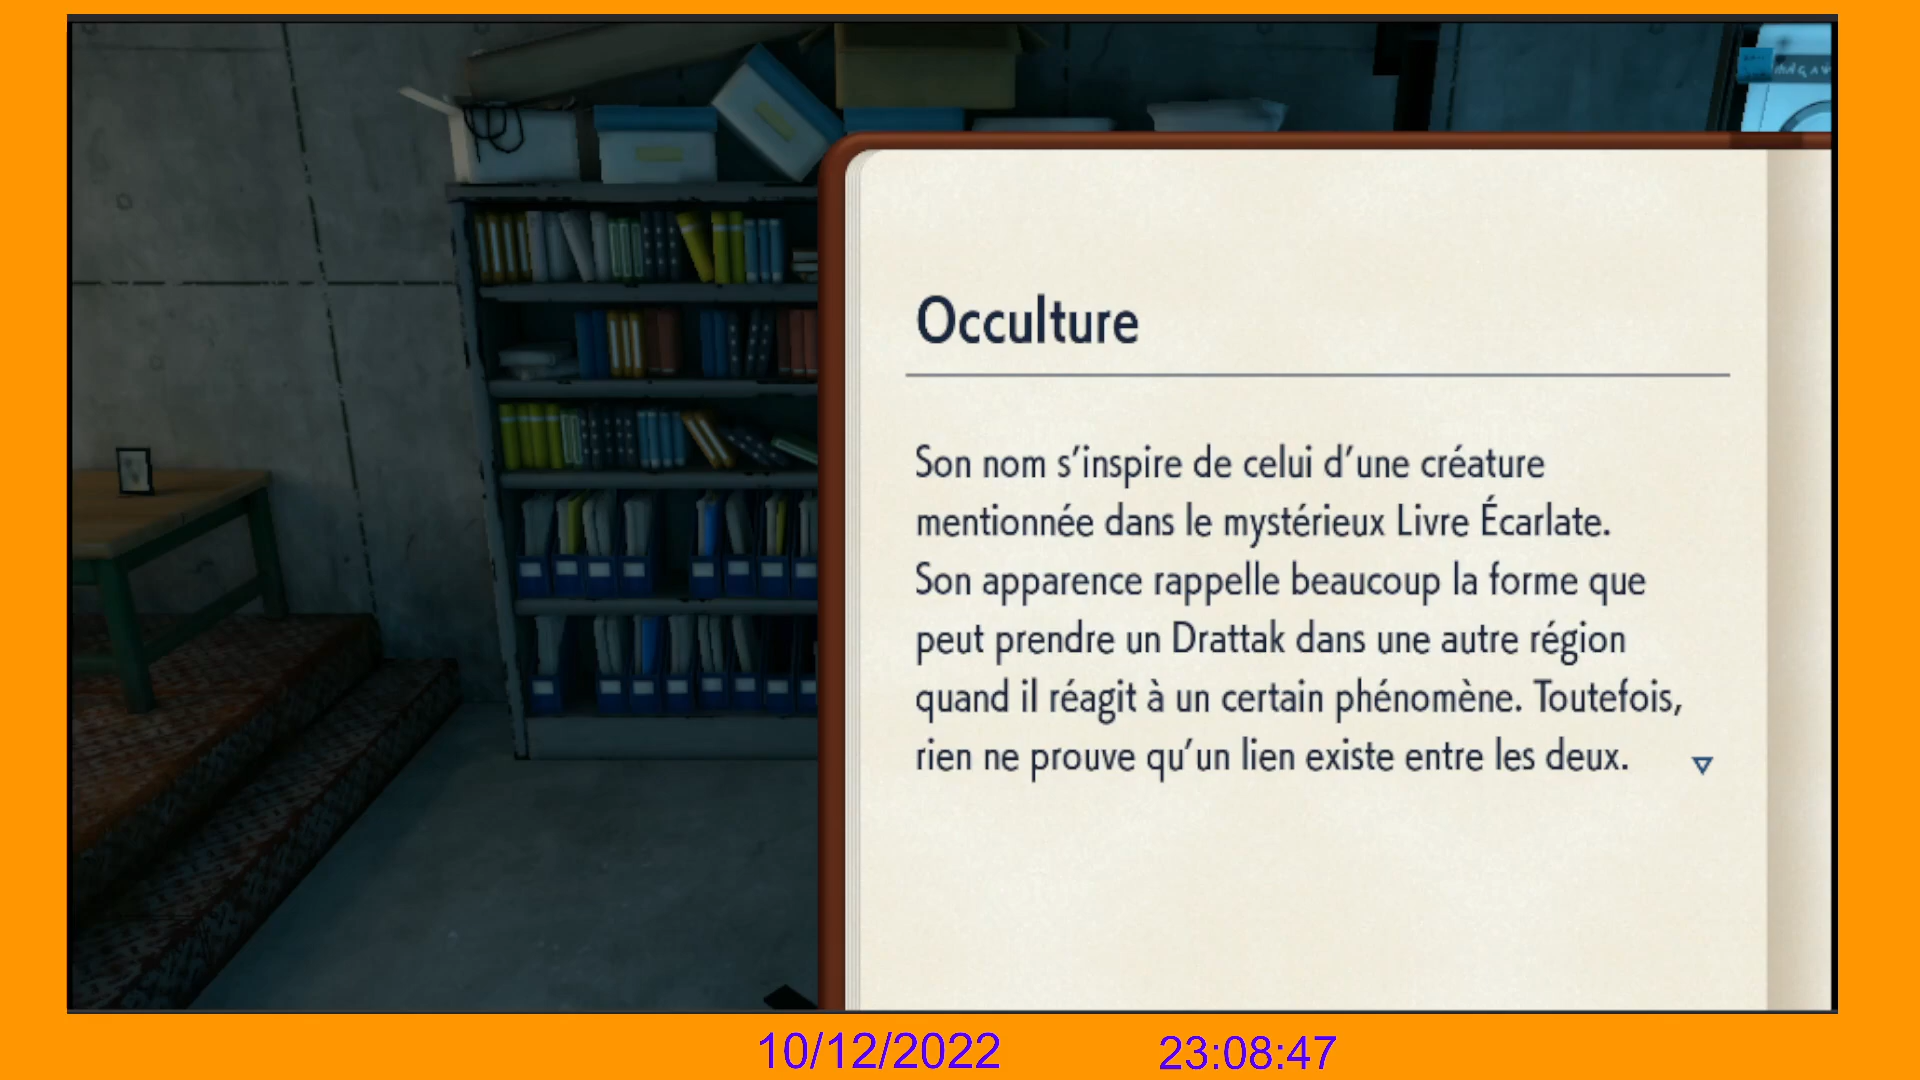 Occulture
Son nom s’inspire de celui d’une créature
mentionnée dans le mystérieux Livre Écarlate.
Son apparence rappelle beaucoup la forme que
peut prendre un Drattak dans une autre région
quand il réagit à un certain phénomène. Toutefois,
rien ne prouve qu’un lien existe entre les deux.
10/12/2022 23:08:47